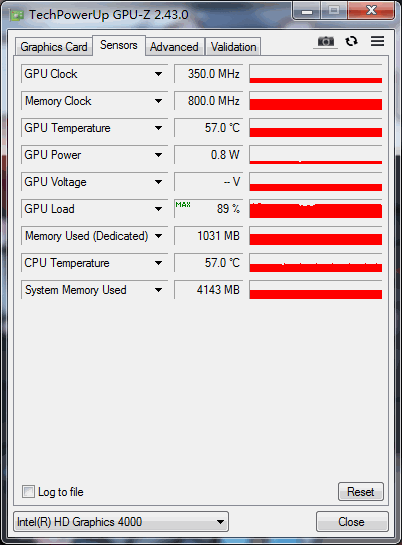 TechPowerUp GPU-Z 2.43.0
Graphics Card Sensors Advanced Validation
GPU Clock 350.0 MHz
Memory Clock 800.0 MHz
GPU Temperature 57.0 °C
GPU Power 0.8 W
GPU Voltage -- V
GPU Load MAX 89 %
Memory Used (Dedicated) 1031 MB
CPU Temperature 57.0 °C
System Memory Used 4143 MB
Log to file Reset
Intel(R) HD Graphics 4000 Close